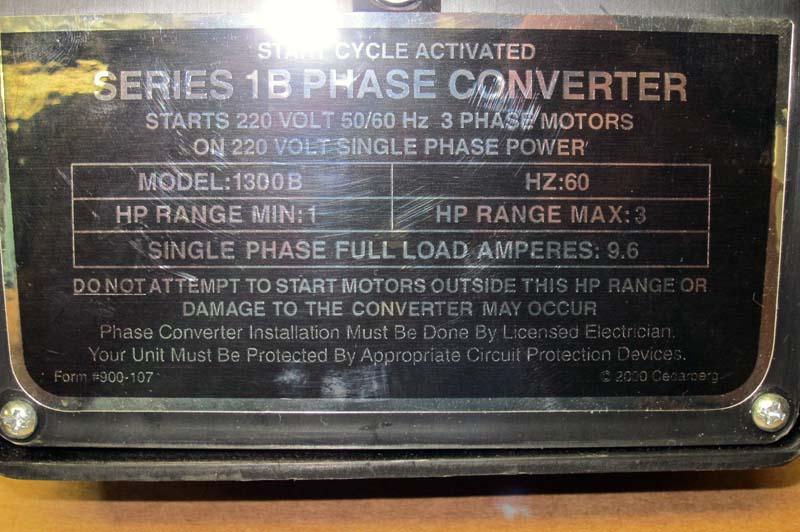 START CYCLE ACTIVATED
SERIES 1B PHASE CONVERTER
STARTS 220 VOLT 50/60 Hz 3 PHASE MOTORS
ON 220 VOLT SINGLE PHASE POWER
MODEL:1300B HZ:60
HP RANGE MIN:1 HP RANGE MAX:3
SINGLE PHASE FULL LOAD AMPERES: 9.6
DO NOT ATTEMPT TO START MOTORS OUTSIDE THIS HP RANGE OR
DAMAGE TO THE CONVERTER MAY OCCUR
Phase Converter Installation Must Be Done By Licensed Electrician.
Your Unit Must Be Protected By Appropriate Circuit Protection Devices.
Form #900-107 © 2000 Cedarberg